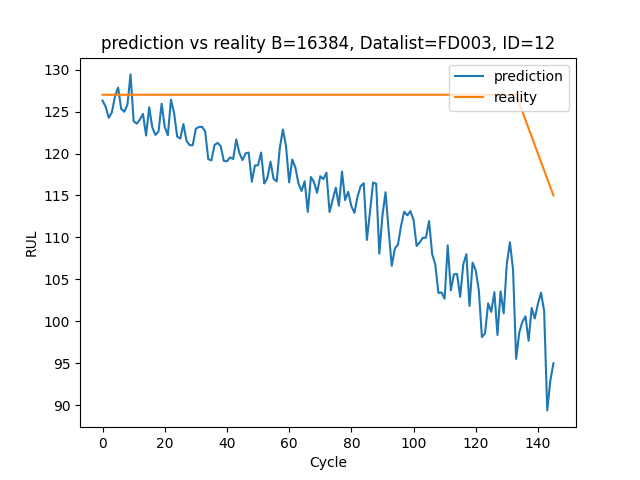 prediction vs reality B=16384, Datalist=FD003, ID=12
prediction
reality
130
125
120
115
110
105
100
95
90
RUL
0 20 40 60 80 100 120 140
Cycle